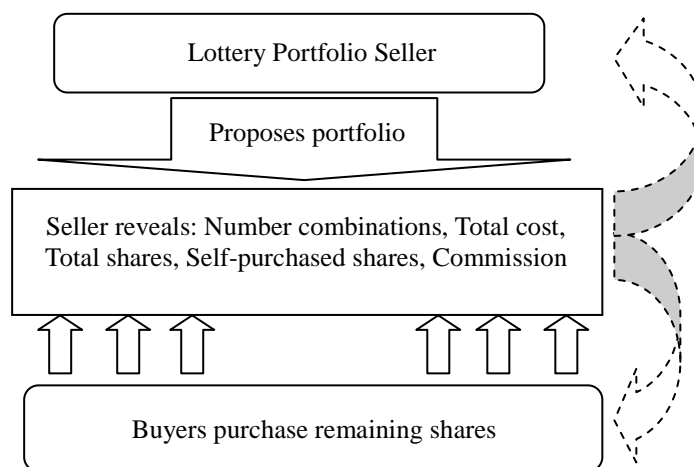 Lottery Portfolio Seller
Proposes portfolio
Seller reveals: Number combinations, Total cost,
Total shares, Self-purchased shares, Commission
Buyers purchase remaining shares